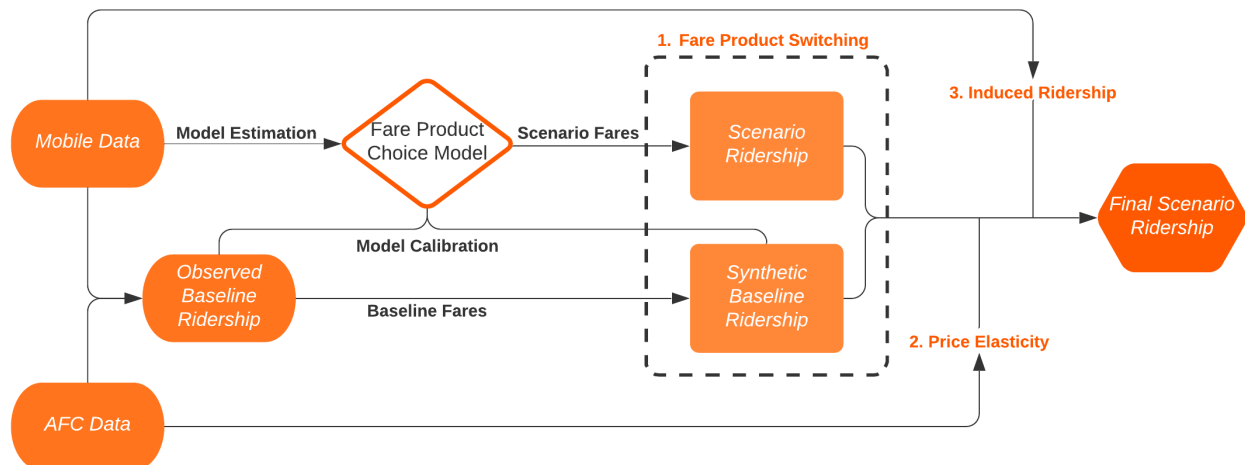 1. Fare Product Switching
3. Induced Ridership
Mobile Data
Model Estimation
Fare Product
Choice Model
Scenario Fares
Scenario
Ridership
Final Scenario
Ridership
Model Calibration
Observed
Baseline
Ridership
Baseline Fares
Synthetic
Baseline
Ridership
2. Price Elasticity
AFC Data